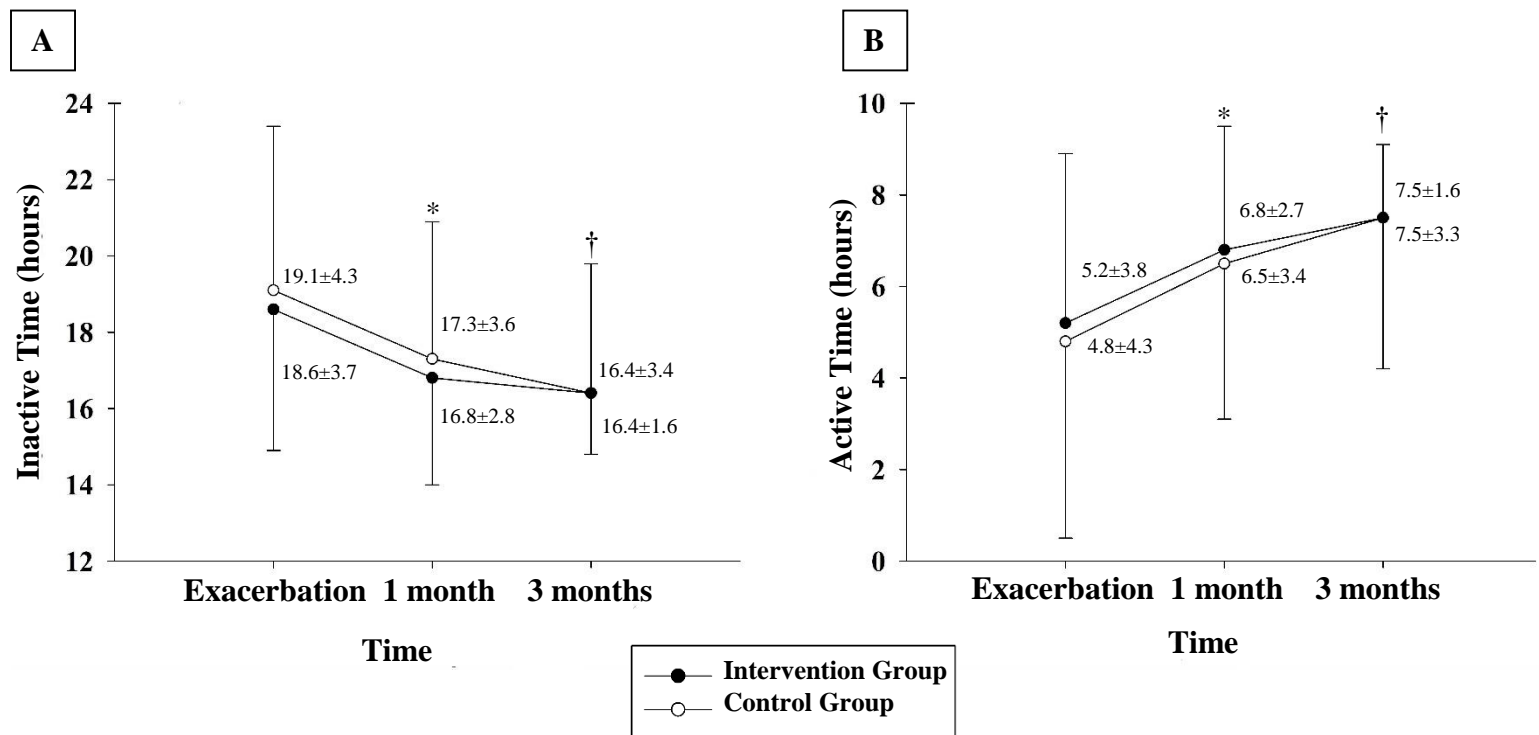 A
B
Inactive Time (hours)
24
22
20
18
16
14
12
*
†
19.1±4.3
18.6±3.7
17.3±3.6
16.8±2.8
16.4±3.4
16.4±1.6
Exacerbation 1 month 3 months
Time
Active Time (hours)
10
8
6
4
2
0
*
†
5.2±3.8
4.8±4.3
6.8±2.7
6.5±3.4
7.5±1.6
7.5±3.3
Exacerbation 1 month 3 months
Time
Intervention Group
Control Group